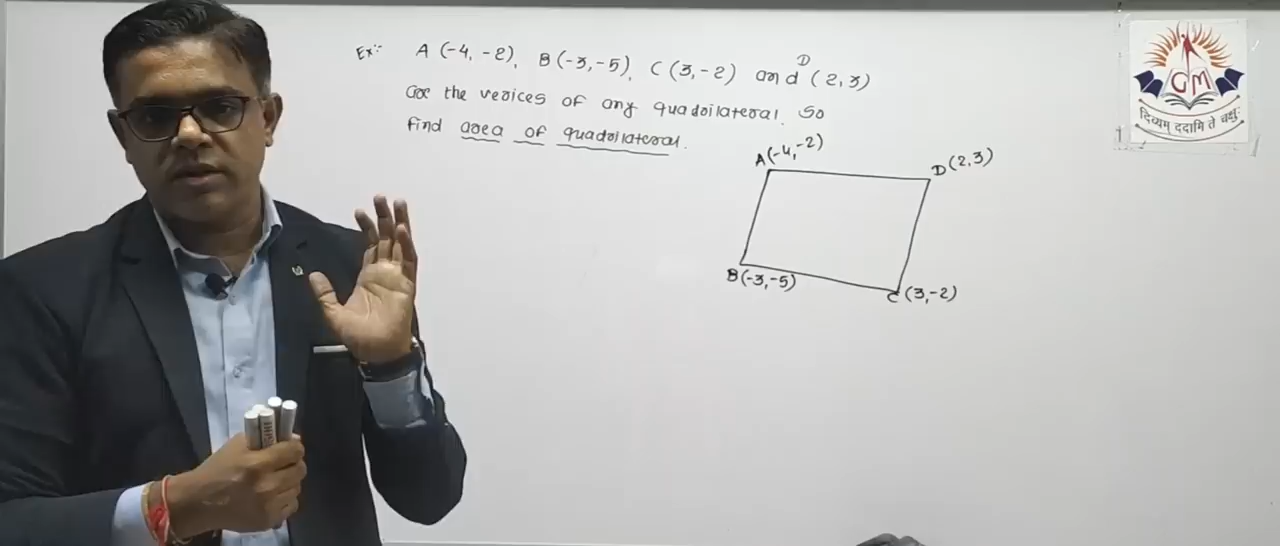 Ex:- A (-4, -2), B(-3,-5), C (3,-2) and D (2,3)
are the verices of any quadrilateral. So
find area of quadrilateral.
A(-4,-2)
D(2,3)
B(-3,-5)
C(3,-2)
GM
दिव्यम् ददामि ते चक्षुः